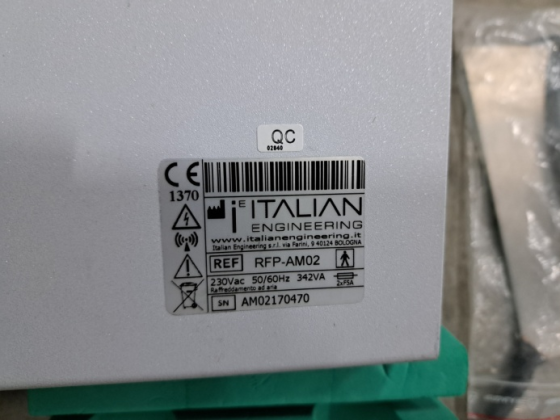 QC
02840
CE
1370
iE ITALIAN
ENGINEERING
www.italianengineering.it
Italian Engineering s.r.l. via Farini, 9 40124 BOLOGNA
REF RFP-AM02
230Vac 50/60Hz 342VA
2xF5A
Raffreddamento ad aria
SN AM02170470